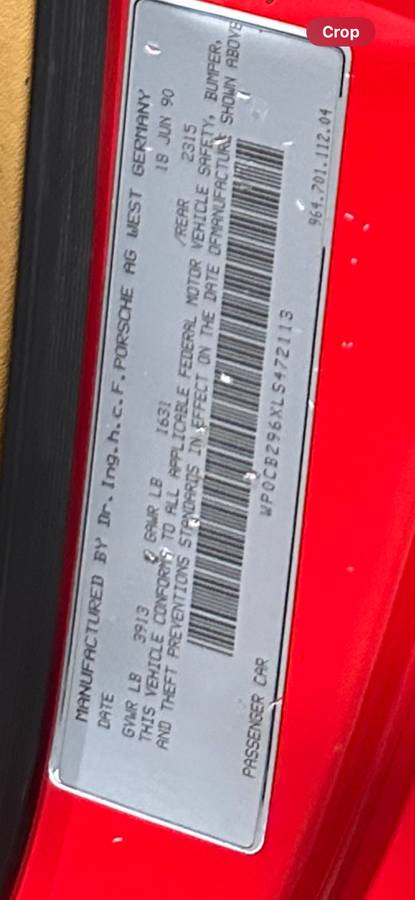 Crop
MANUFACTURED BY Dr.Ing.h.c.F.PORSCHE AG WEST GERMANY
DATE 18 JUN 90
GVWR LB 3913 GAWR LB 1631 /REAR 2315
THIS VEHICLE CONFORMS TO ALL APPLICABLE FEDERAL MOTOR VEHICLE SAFETY, BUMPER,
AND THEFT PREVENTIONS STANDARDS IN EFFECT ON THE DATE OFMANUFACTURE SHOWN ABOVE
WP0CB296XLS472113
PASSENGER CAR
964.701.112.04